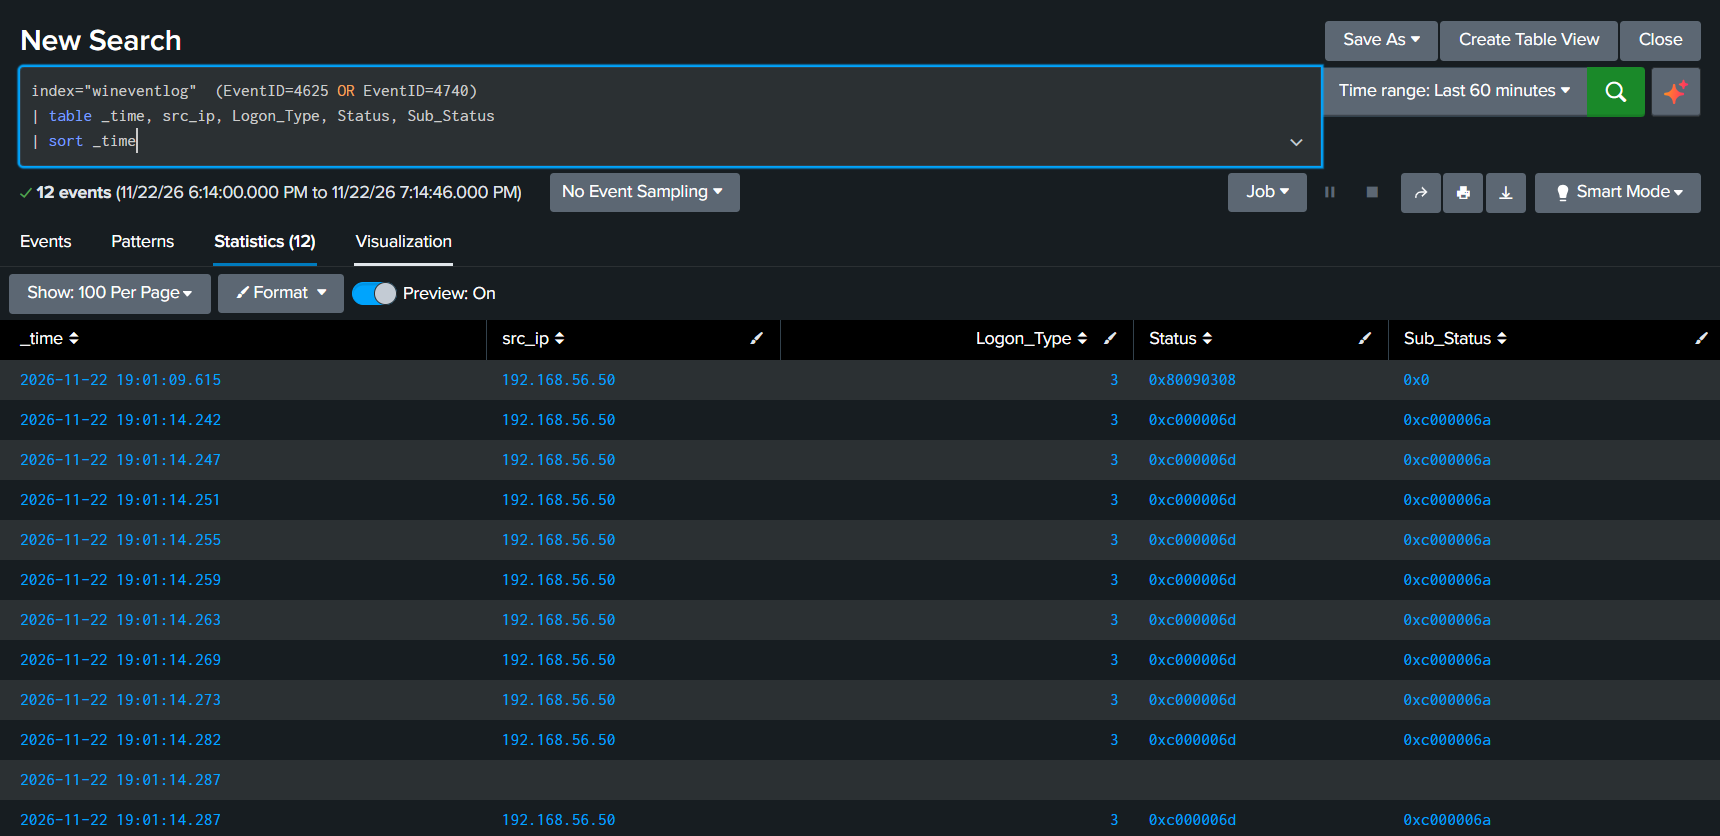 New Search
Save As
Create Table View
Close
index="wineventlog"  (EventID=4625 OR EventID=4740)
| table _time, src_ip, Logon_Type, Status, Sub_Status
| sort _time
Time range: Last 60 minutes
12 events (11/22/26 6:14:00.000 PM to 11/22/26 7:14:46.000 PM)
No Event Sampling
Job
Smart Mode
Events
Patterns
Statistics (12)
Visualization
Show: 100 Per Page
Format
Preview: On
_time src_ip Logon_Type Status Sub_Status
2026-11-22 19:01:09.615 192.168.56.50 3 0x80090308 0x0
2026-11-22 19:01:14.242 192.168.56.50 3 0xc000006d 0xc000006a
2026-11-22 19:01:14.247 192.168.56.50 3 0xc000006d 0xc000006a
2026-11-22 19:01:14.251 192.168.56.50 3 0xc000006d 0xc000006a
2026-11-22 19:01:14.255 192.168.56.50 3 0xc000006d 0xc000006a
2026-11-22 19:01:14.259 192.168.56.50 3 0xc000006d 0xc000006a
2026-11-22 19:01:14.263 192.168.56.50 3 0xc000006d 0xc000006a
2026-11-22 19:01:14.269 192.168.56.50 3 0xc000006d 0xc000006a
2026-11-22 19:01:14.273 192.168.56.50 3 0xc000006d 0xc000006a
2026-11-22 19:01:14.282 192.168.56.50 3 0xc000006d 0xc000006a
2026-11-22 19:01:14.287
2026-11-22 19:01:14.287 192.168.56.50 3 0xc000006d 0xc000006a